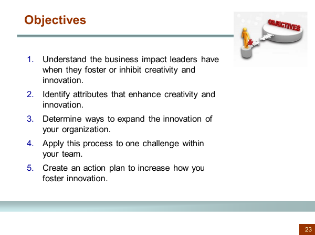 Objectives
OBJECTIVES
1. Understand the business impact leaders have
when they foster or inhibit creativity and
innovation.
2. Identify attributes that enhance creativity and
innovation.
3. Determine ways to expand the innovation of
your organization.
4. Apply this process to one challenge within
your team.
5. Create an action plan to increase how you
foster innovation.
23